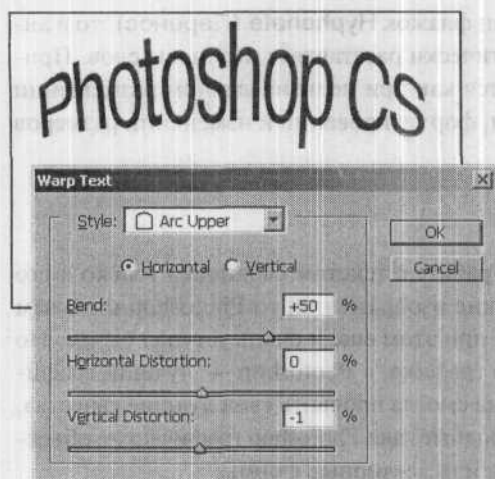 Photoshop Cs
Warp Text
Style: Arc Upper
OK
Horizontal Vertical
Cancel
Bend: +50 %
Horizontal Distortion: 0 %
Vertical Distortion: -1 %